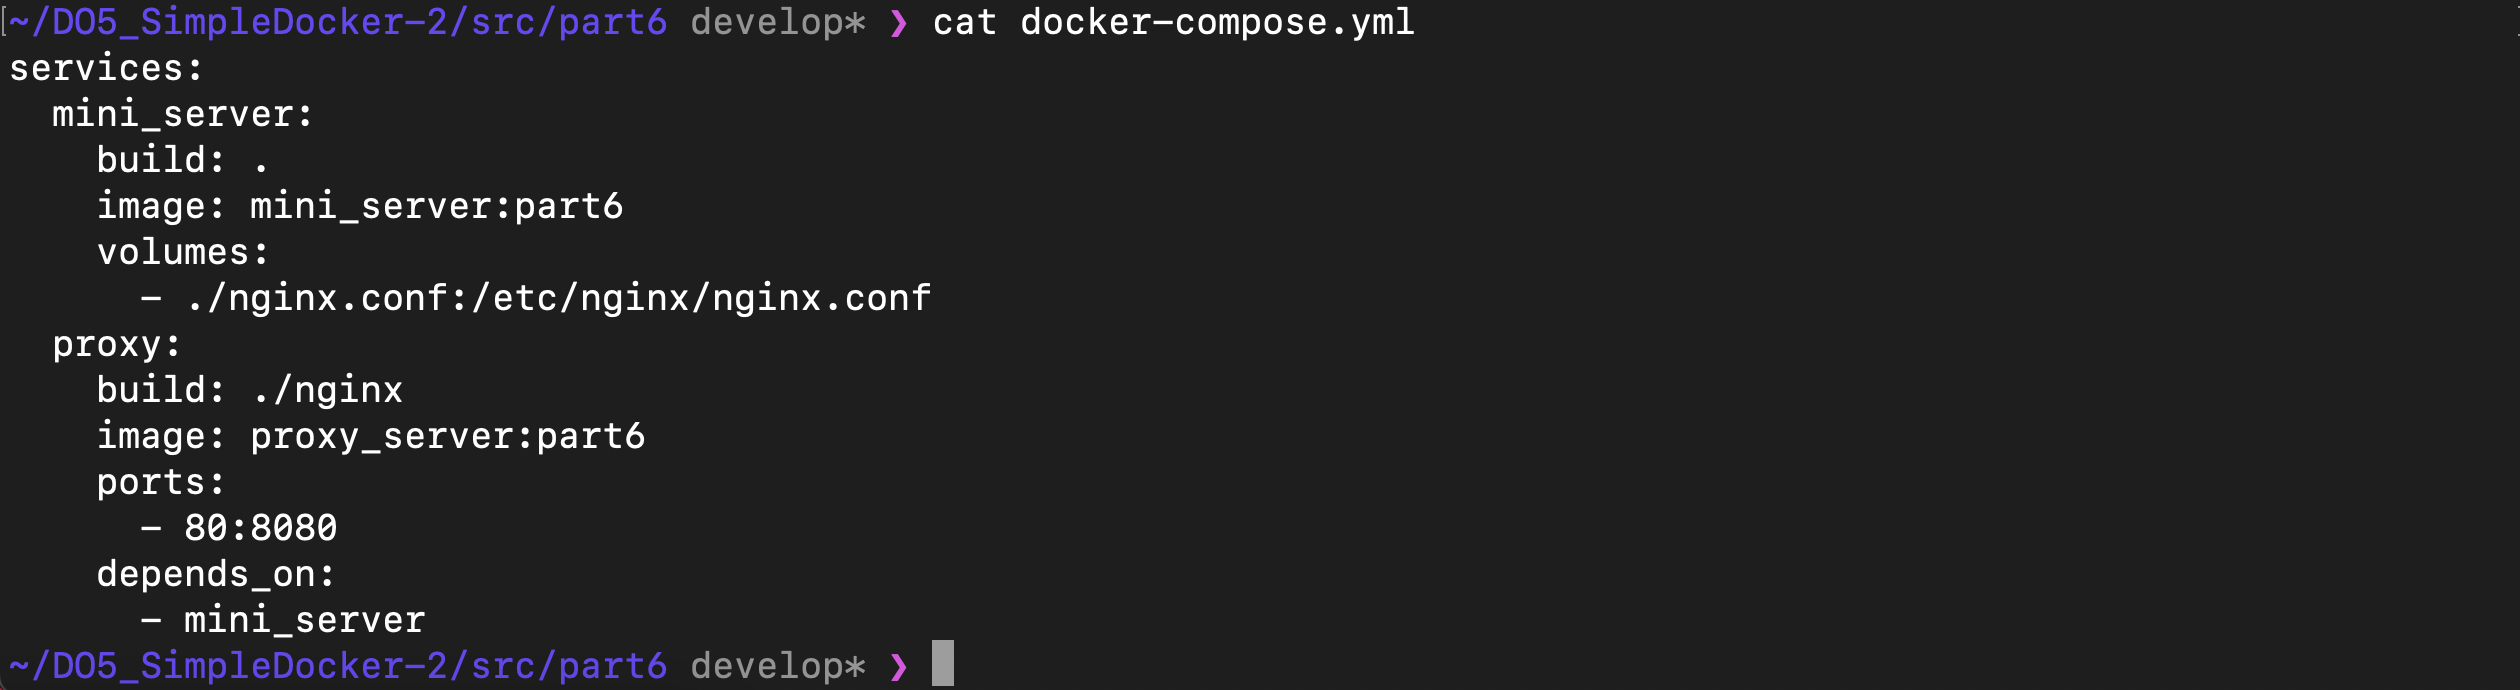 ~/DO5_SimpleDocker-2/src/part6 develop* ❯ cat docker-compose.yml
services:
  mini_server:
    build: .
    image: mini_server:part6
    volumes:
      - ./nginx.conf:/etc/nginx/nginx.conf
  proxy:
    build: ./nginx
    image: proxy_server:part6
    ports:
      - 80:8080
    depends_on:
      - mini_server
~/DO5_SimpleDocker-2/src/part6 develop* ❯